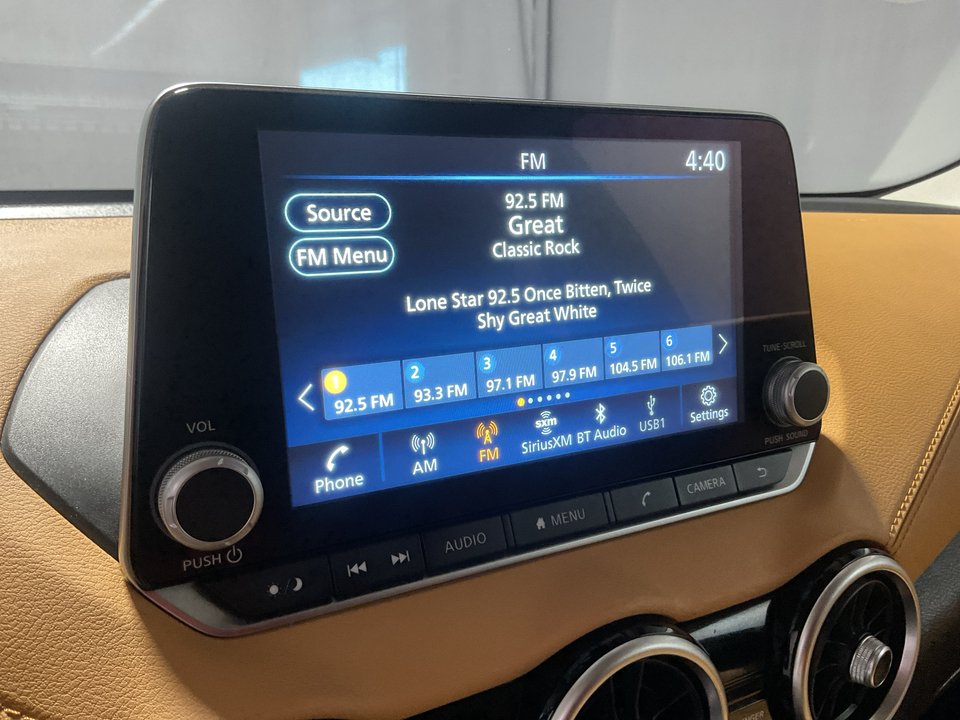 FM
4:40
Source
FM Menu
92.5 FM
Great
Classic Rock
Lone Star 92.5 Once Bitten, Twice
Shy Great White
1
92.5 FM
2
93.3 FM
3
97.1 FM
4
97.9 FM
5
104.5 FM
6
106.1 FM
Phone
AM
FM
sxm
SiriusXM
BT Audio
USB1
Settings
VOL
PUSH
TUNE·SCROLL
PUSH SOUND
AUDIO
MENU
CAMERA